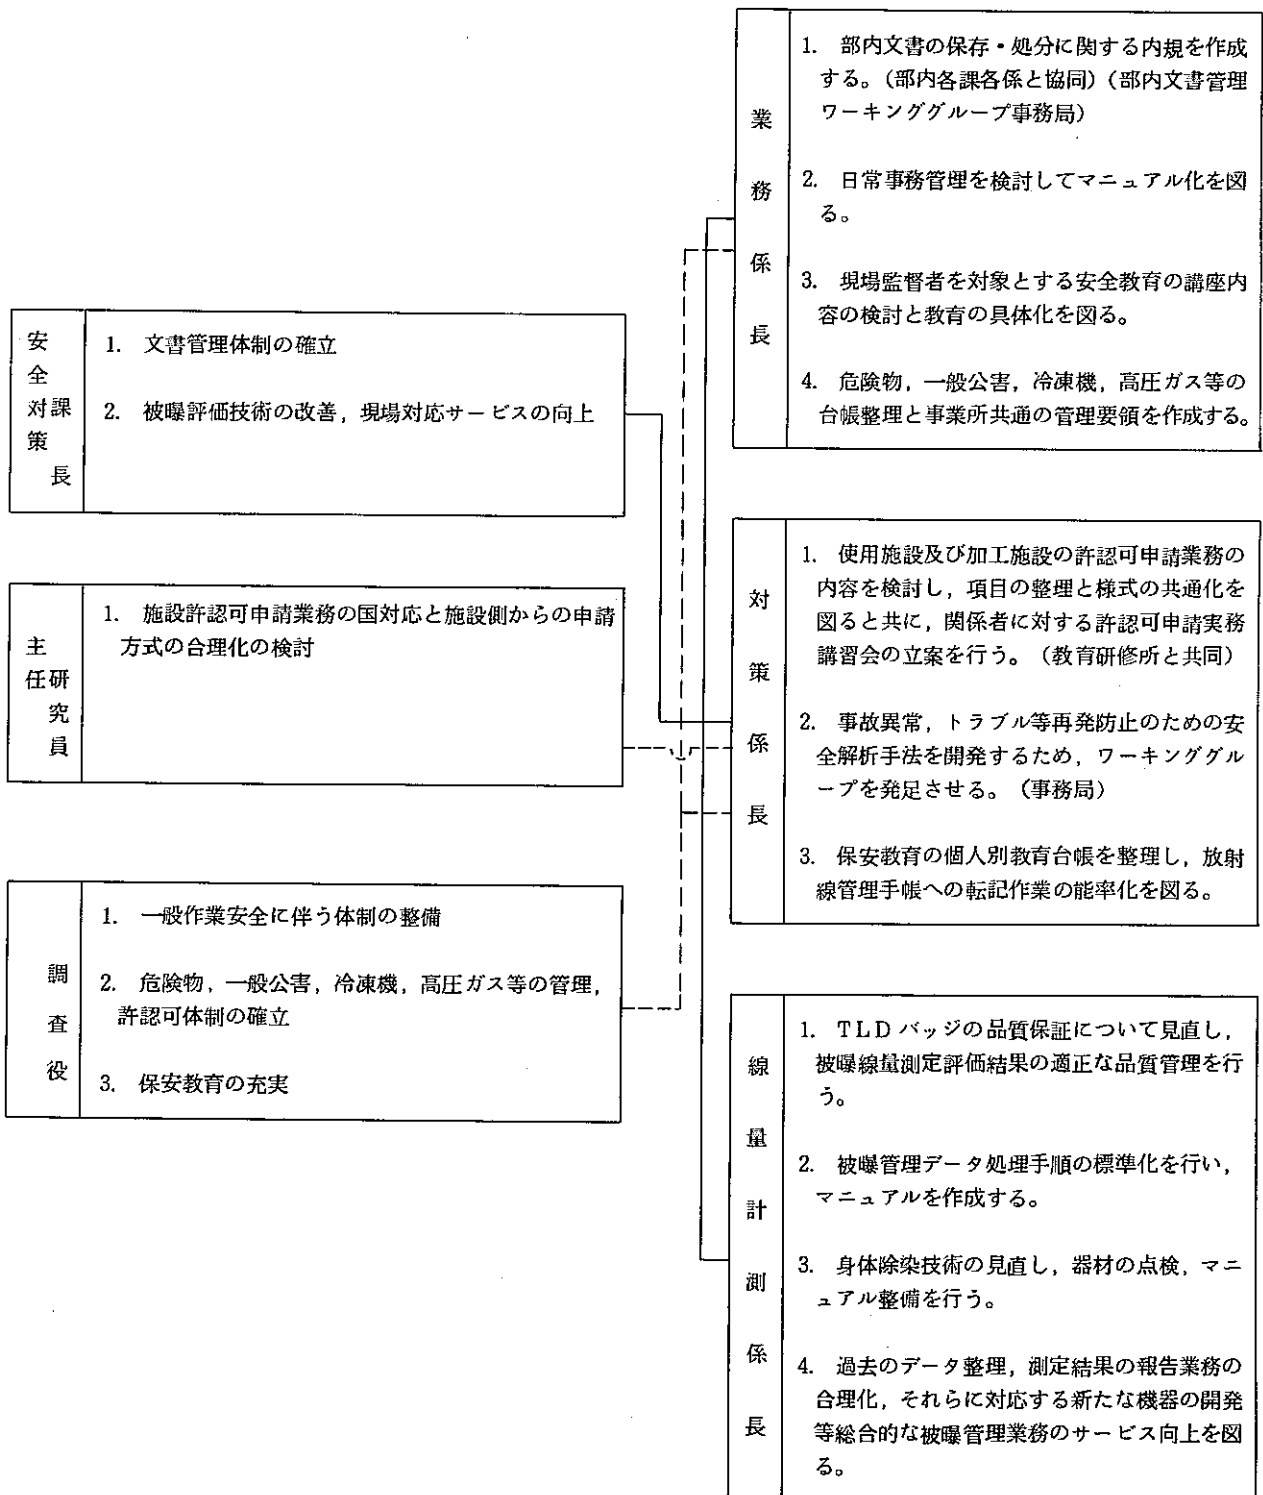 安全対策課長
1. 文書管理体制の確立
2. 被曝評価技術の改善，現場対応サービスの向上
主任研究員
1. 施設許認可申請業務の国対応と施設側からの申請
方式の合理化の検討
調査役
1. 一般作業安全に伴う体制の整備
2. 危険物，一般公害，冷凍機，高圧ガス等の管理，
許認可体制の確立
3. 保安教育の充実
業務係長
1. 部内文書の保存・処分に関する内規を作成
する。（部内各課各係と協同）（部内文書管理
ワーキンググループ事務局）
2. 日常事務管理を検討してマニュアル化を図
る。
3. 現場監督者を対象とする安全教育の講座内
容の検討と教育の具体化を図る。
4. 危険物，一般公害，冷凍機，高圧ガス等の
台帳整理と事業所共通の管理要領を作成する。
対策係長
1. 使用施設及び加工施設の許認可申請業務の
内容を検討し，項目の整理と様式の共通化を
図ると共に，関係者に対する許認可申請実務
講習会の立案を行う。（教育研修所と共同）
2. 事故異常，トラブル等再発防止のための安
全解析手法を開発するため，ワーキンググル
ープを発足させる。（事務局）
3. 保安教育の個人別教育台帳を整理し，放射
線管理手帳への転記作業の能率化を図る。
線量計測係長
1. TLDバッジの品質保証について見直し，
被曝線量測定評価結果の適正な品質管理を行
う。
2. 被曝管理データ処理手順の標準化を行い，
マニュアルを作成する。
3. 身体除染技術の見直し，器材の点検，マニ
ュアル整備を行う。
4. 過去のデータ整理，測定結果の報告業務の
合理化，それらに対応する新たな機器の開発
等総合的な被曝管理業務のサービス向上を図
る。